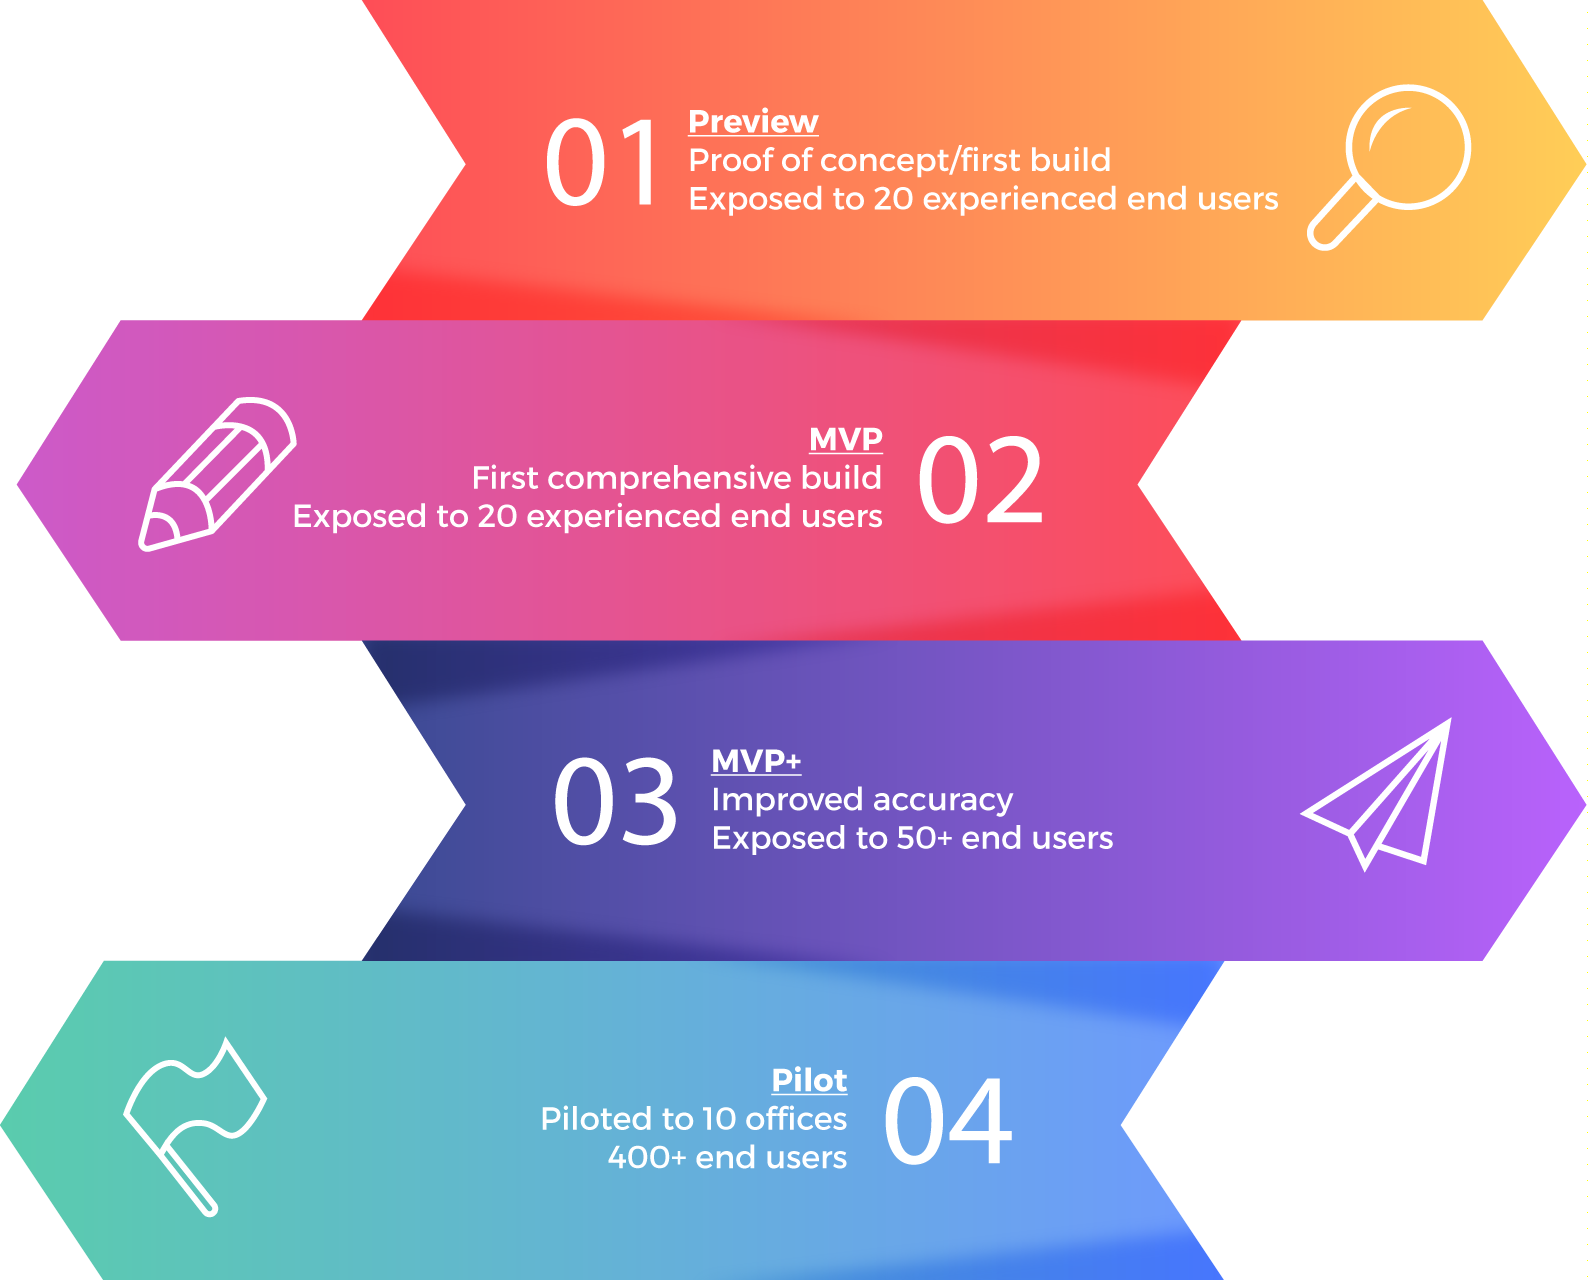 01
Preview
Proof of concept/first build
Exposed to 20 experienced end users
MVP
First comprehensive build
Exposed to 20 experienced end users
02
03
MVP+
Improved accuracy
Exposed to 50+ end users
Pilot
Piloted to 10 offices
400+ end users
04